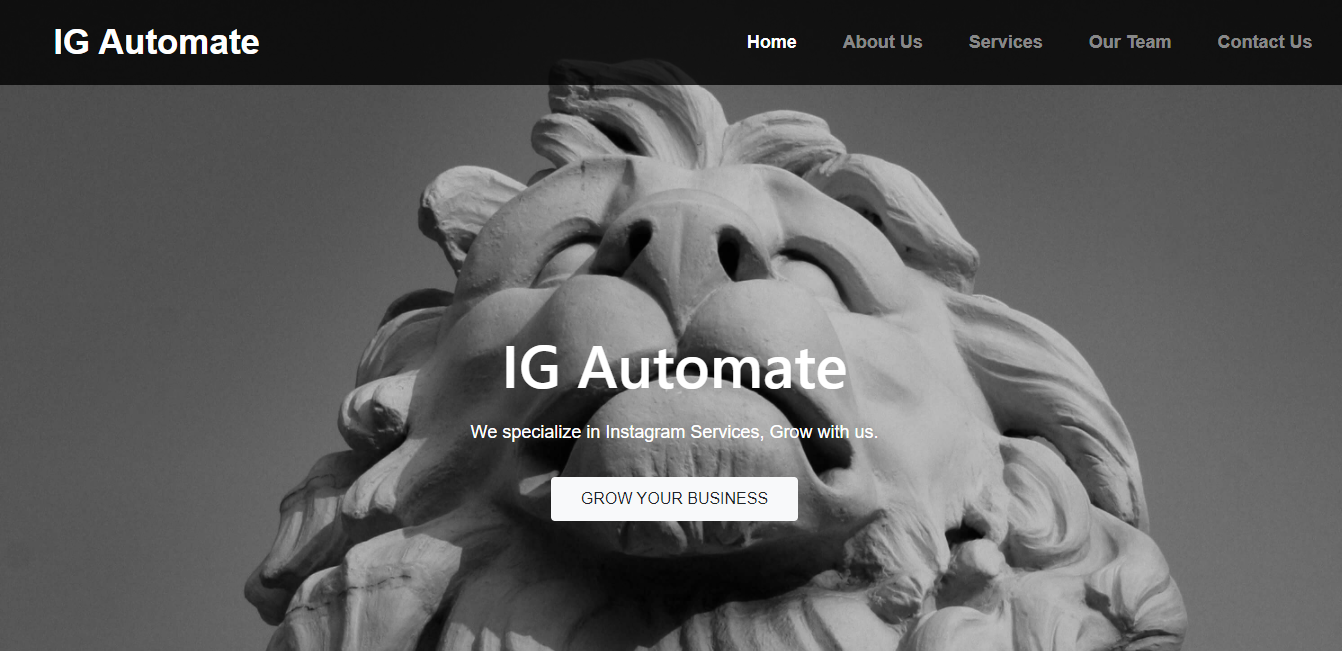 IG Automate
Home About Us Services Our Team Contact Us
IG Automate
We specialize in Instagram Services, Grow with us.
GROW YOUR BUSINESS